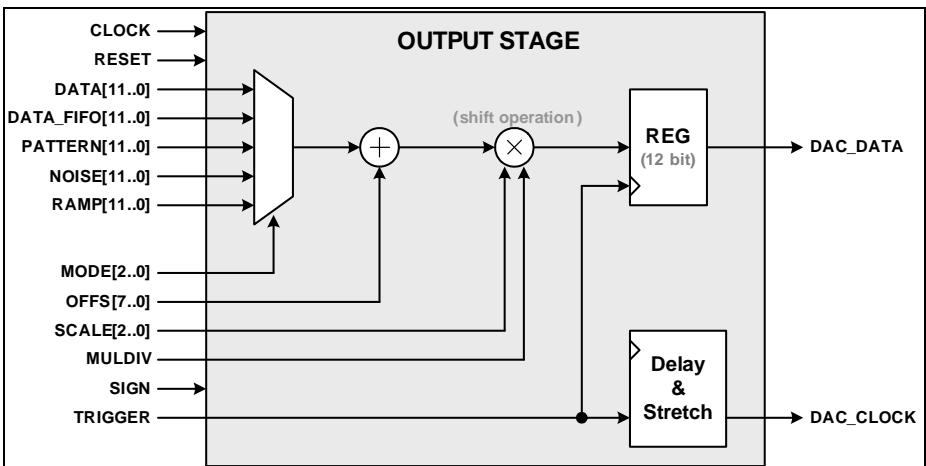 CLOCK
OUTPUT STAGE
RESET
DATA[11..0]
DATA_FIFO[11..0]
(shift operation)
REG
(12 bit)
PATTERN[11..0]
DAC_DATA
NOISE[11..0]
RAMP[11..0]
MODE[2..0]
OFFS[7..0]
SCALE[2..0]
MULDIV
SIGN
TRIGGER
Delay
&
Stretch
DAC_CLOCK